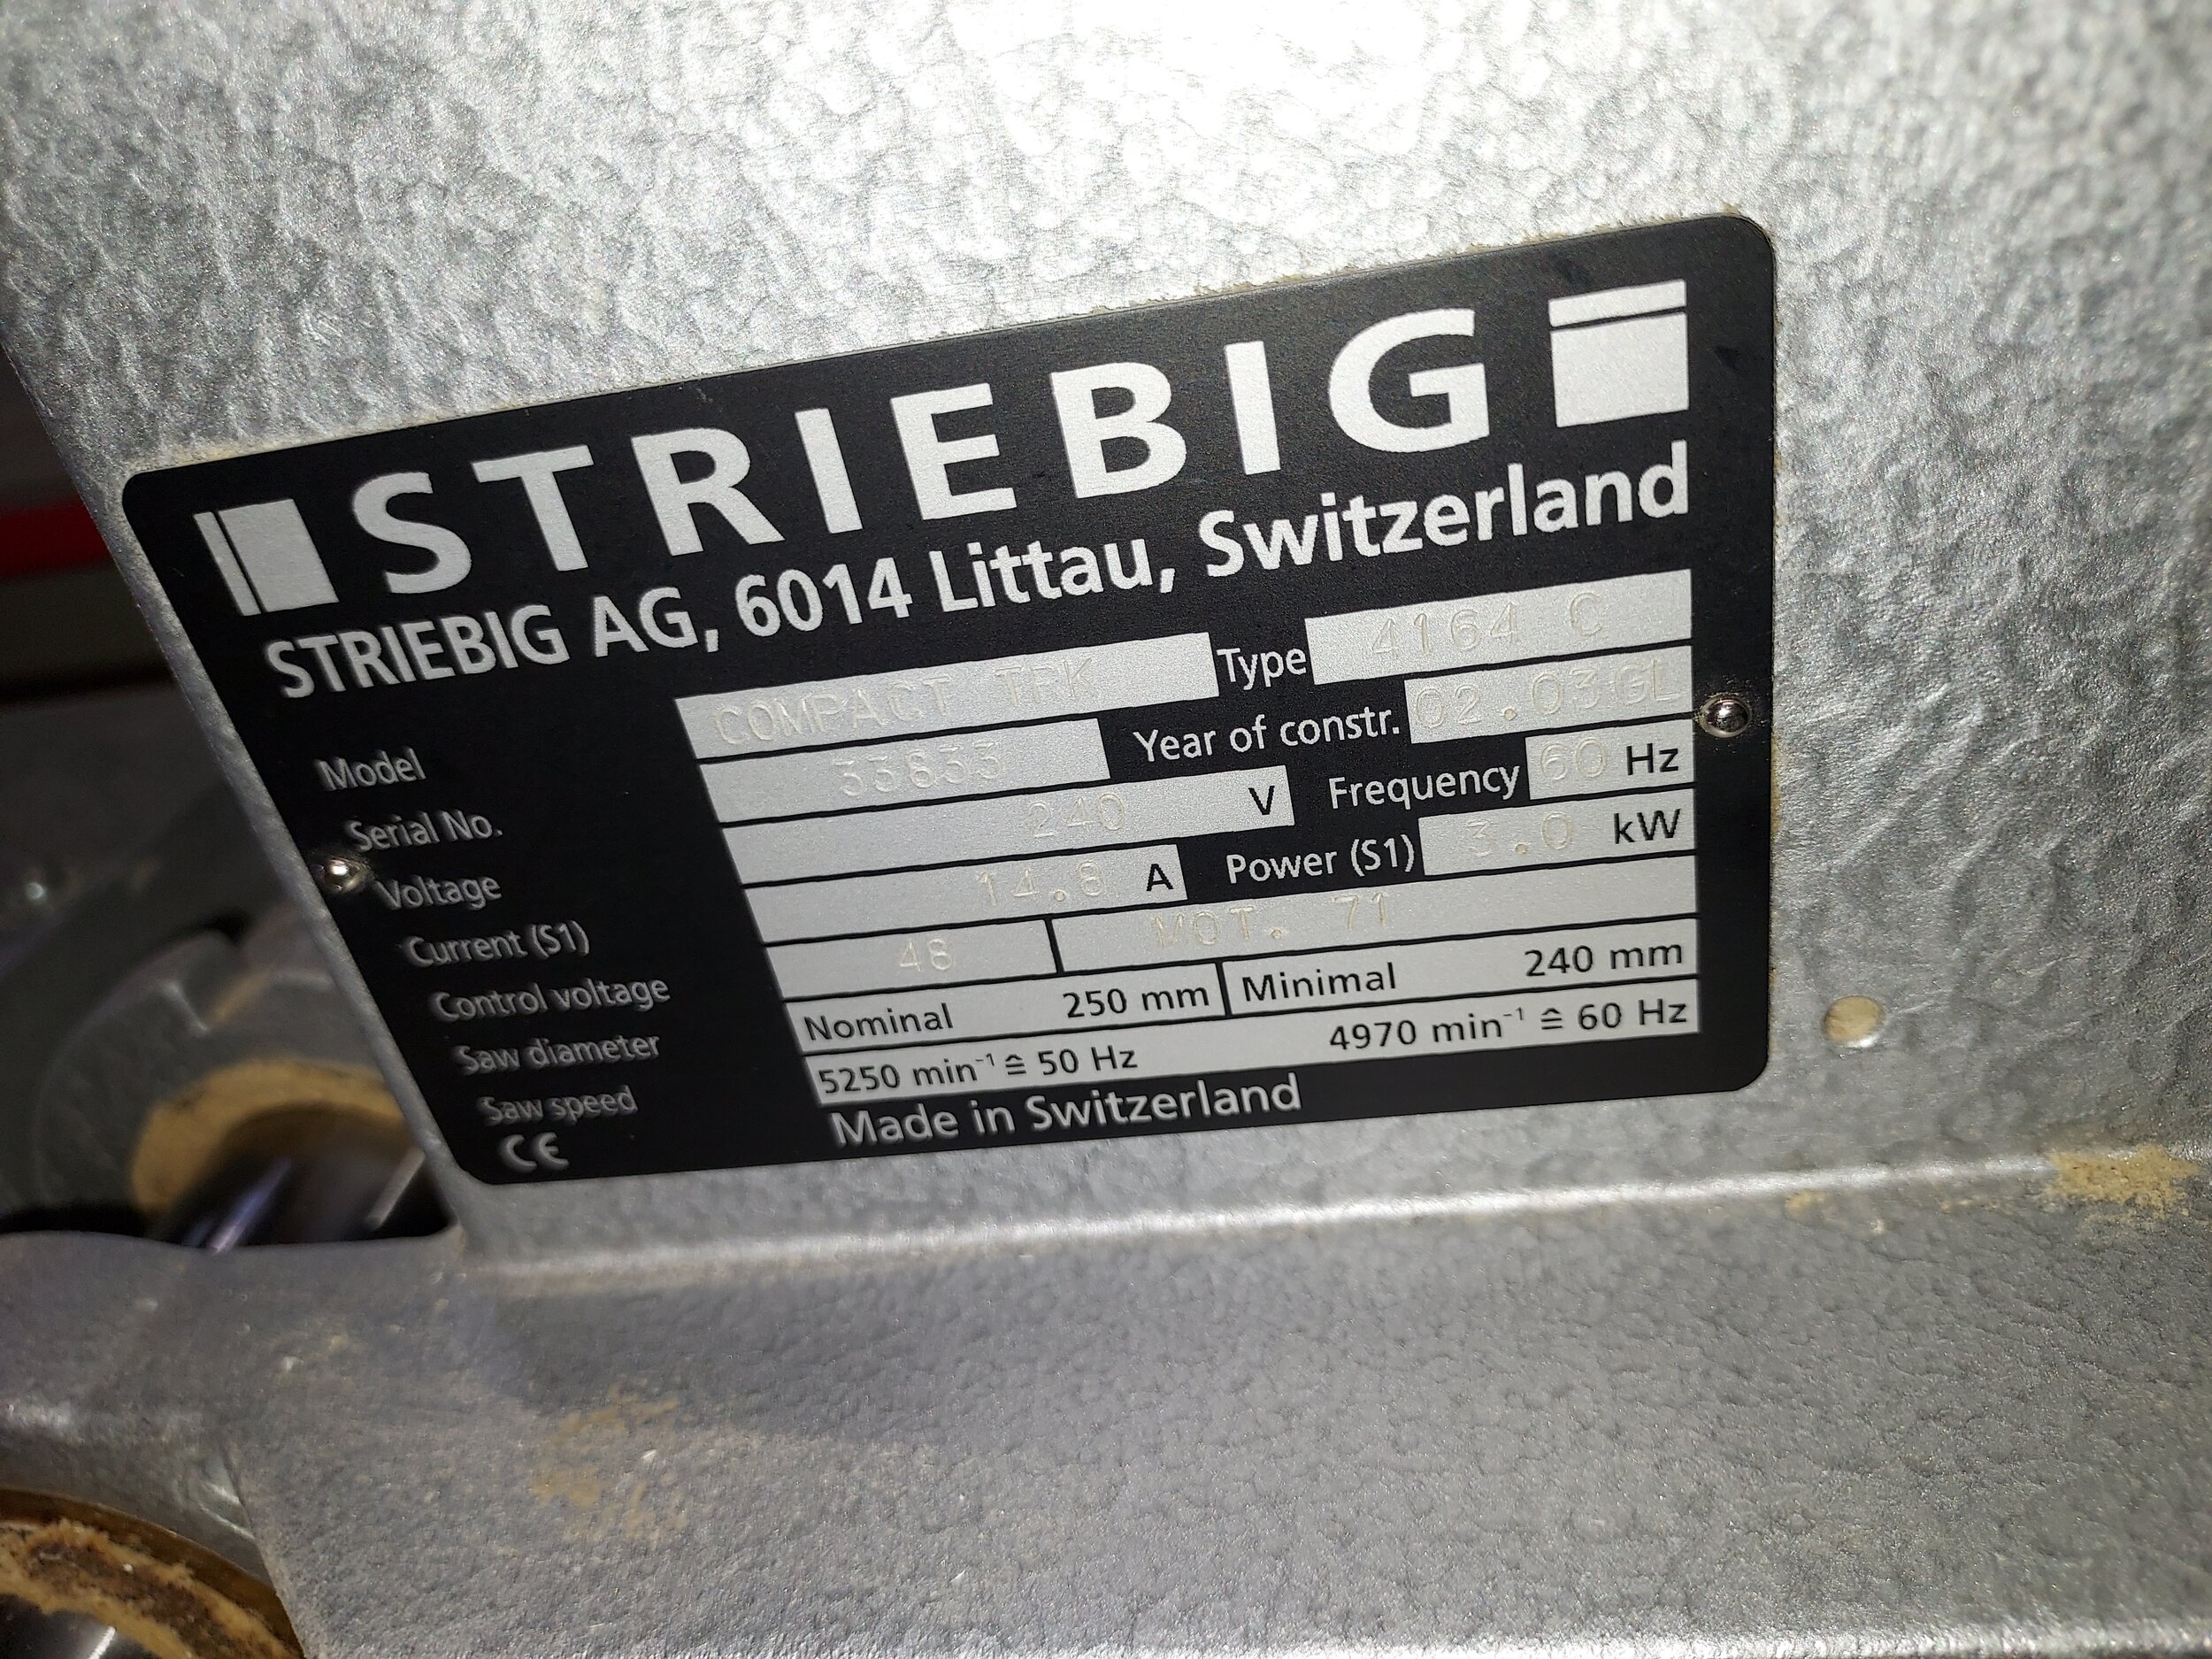 STRIEBIG
STRIEBIG AG, 6014 Littau, Switzerland
Model COMPACT TRK Type 4164 C
Serial No. 33833 Year of constr. 02.03GL
Voltage 240 V Frequency 60 Hz
Current (S1) 14.8 A Power (S1) 3.0 kW
Control voltage 48 MOT. 71
Saw diameter Nominal 250 mm Minimal 240 mm
Saw speed 5250 min⁻¹ ≙ 50 Hz 4970 min⁻¹ ≙ 60 Hz
CE Made in Switzerland